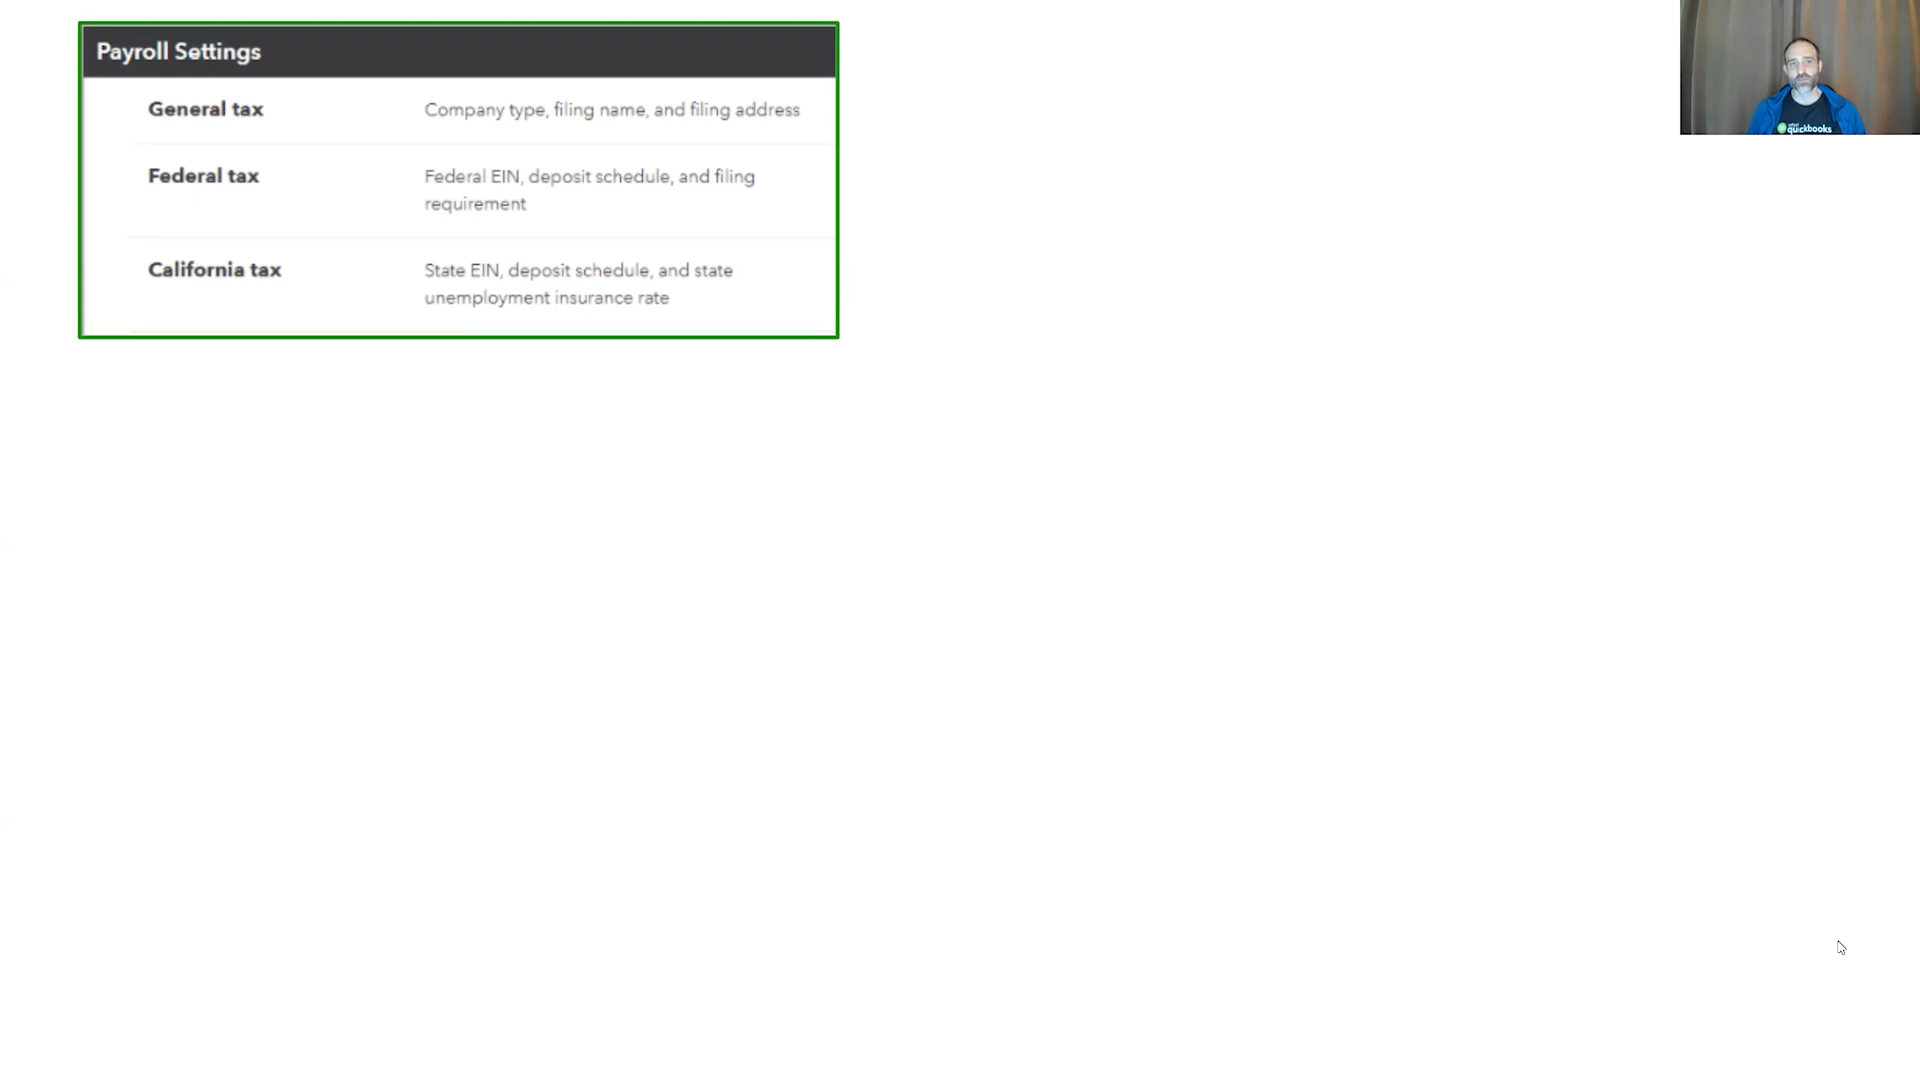 Payroll Settings
General tax
Company type, filing name, and filing address
Federal tax
Federal EIN, deposit schedule, and filing
requirement
California tax
State EIN, deposit schedule, and state
unemployment insurance rate
quickbooks